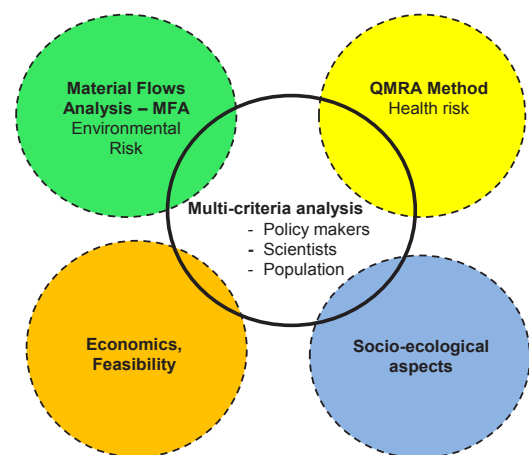 Material Flows
Analysis – MFA
Environmental
Risk
QMRA Method
Health risk
Multi-criteria analysis
- Policy makers
- Scientists
- Population
Economics,
Feasibility
Socio-ecological
aspects